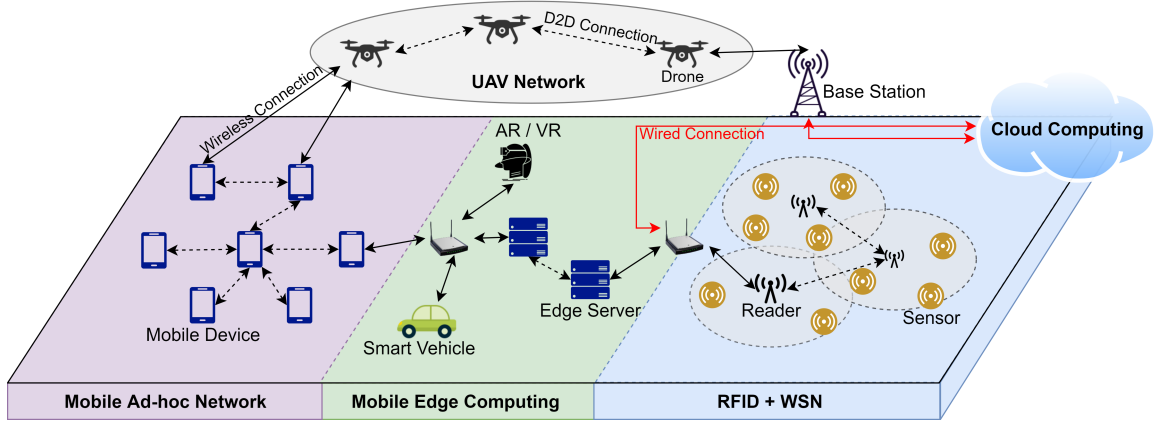 D2D Connection
Drone
UAV Network
Wireless Connection
Base Station
Cloud Computing
Wired Connection
AR / VR
Mobile Device
Smart Vehicle
Edge Server
Reader
Sensor
Mobile Ad-hoc Network
Mobile Edge Computing
RFID + WSN